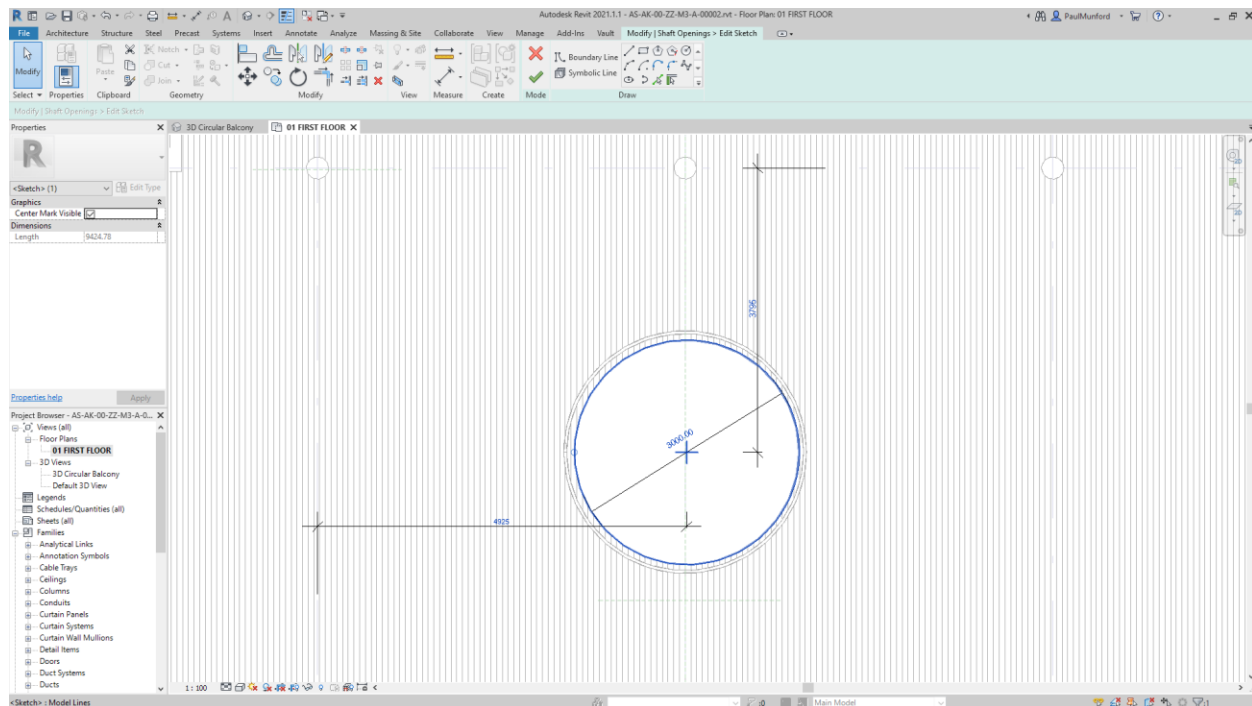 Autodesk Revit 2021.1.1 - AS-AK-00-ZZ-M3-A-00002.rvt - Floor Plan: 01 FIRST FLOOR
PaulMunford
File Architecture Structure Steel Precast Systems Insert Annotate Analyze Massing & Site Collaborate View Manage Add-Ins Vault Modify | Shaft Openings > Edit Sketch
Modify Paste Notch Cut Join Boundary Line Symbolic Line
Select Properties Clipboard Geometry Modify View Measure Create Mode Draw
Modify | Shaft Openings > Edit Sketch
Properties
3D Circular Balcony 01 FIRST FLOOR
R
<Sketch> (1) Edit Type
Graphics
Center Mark Visible
Dimensions
Length 9424.78
3795
3000.00
4925
Properties help Apply
Project Browser - AS-AK-00-ZZ-M3-A-0...
Views (all)
Floor Plans
01 FIRST FLOOR
3D Views
3D Circular Balcony
Default 3D View
Legends
Schedules/Quantities (all)
Sheets (all)
Families
Analytical Links
Annotation Symbols
Cable Trays
Ceilings
Columns
Conduits
Curtain Panels
Curtain Systems
Curtain Wall Mullions
Detail Items
Doors
Duct Systems
Ducts
1 : 100
<Sketch> : Model Lines :0 Main Model :1